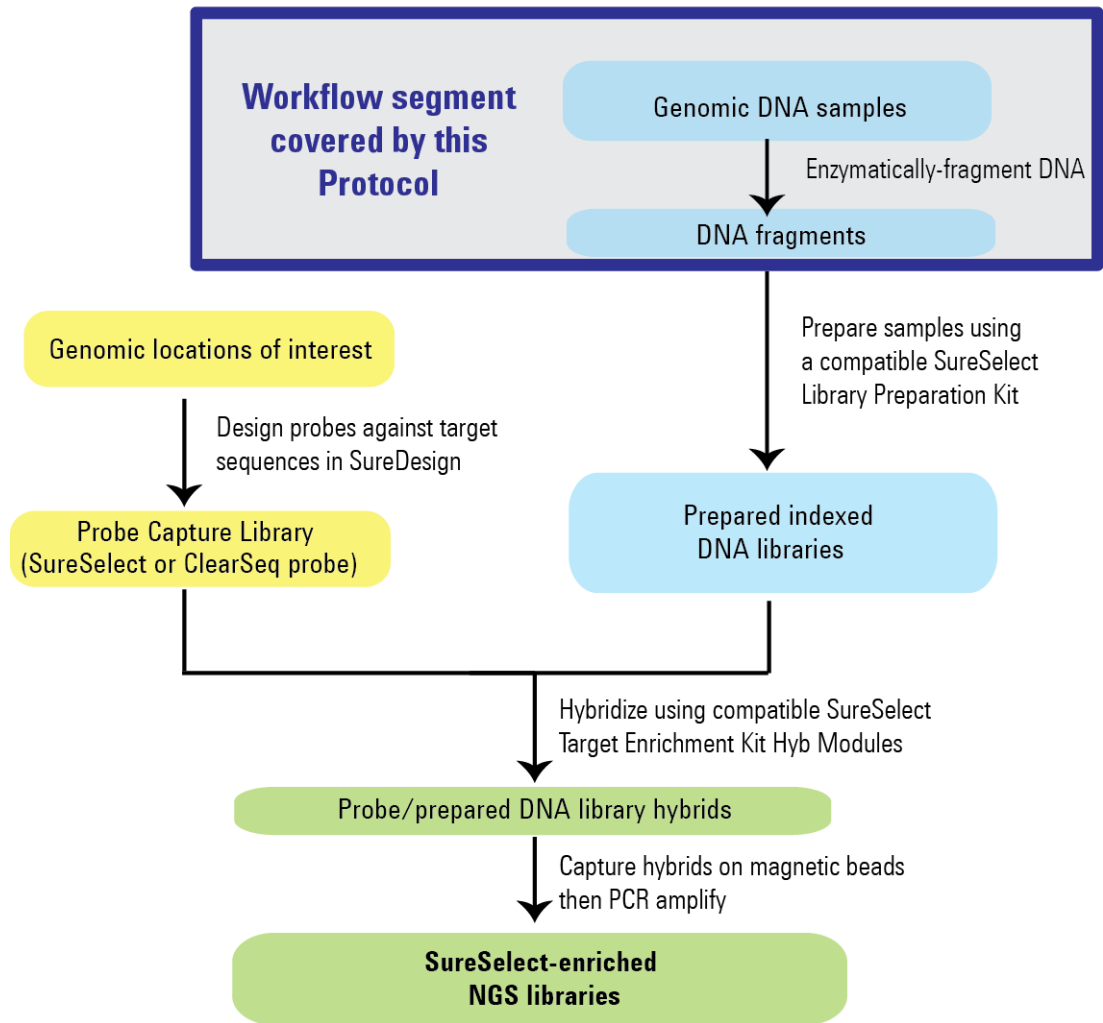 Workflow segment
covered by this
Protocol
Genomic DNA samples
Enzymatically-fragment DNA
DNA fragments
Genomic locations of interest
Prepare samples using
a compatible SureSelect
Library Preparation Kit
Design probes against target
sequences in SureDesign
Probe Capture Library
(SureSelect or ClearSeq probe)
Prepared indexed
DNA libraries
Hybridize using compatible SureSelect
Target Enrichment Kit Hyb Modules
Probe/prepared DNA library hybrids
Capture hybrids on magnetic beads
then PCR amplify
SureSelect-enriched
NGS libraries